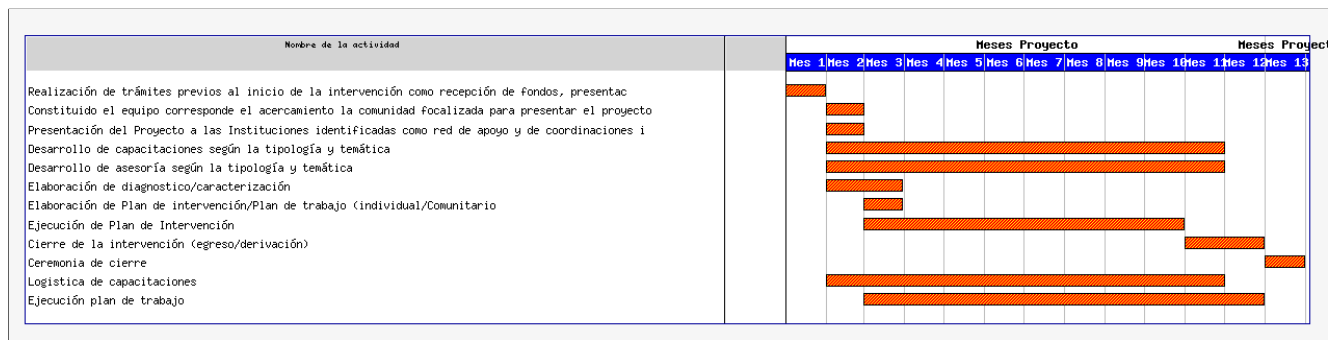 Nombre de la actividad
Meses Proyecto
Meses Proyect
Mes 1 Mes 2 Mes 3 Mes 4 Mes 5 Mes 6 Mes 7 Mes 8 Mes 9 Mes 10 Mes 11 Mes 12 Mes 13
Realización de trámites previos al inicio de la intervención como recepción de fondos, presentac
Constituido el equipo corresponde el acercamiento la comunidad focalizada para presentar el proyecto
Presentación del Proyecto a las Instituciones identificadas como red de apoyo y de coordinaciones i
Desarrollo de capacitaciones según la tipología y temática
Desarrollo de asesoría según la tipología y temática
Elaboración de diagnostico/caracterización
Elaboración de Plan de intervención/Plan de trabajo (individual/Comunitario
Ejecución de Plan de Intervención
Cierre de la intervención (egreso/derivación)
Ceremonia de cierre
Logistica de capacitaciones
Ejecución plan de trabajo